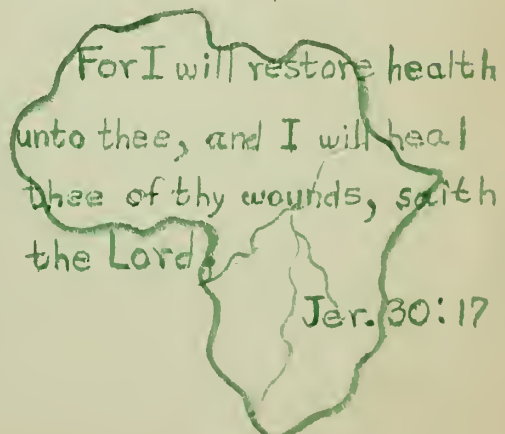 For I will restore health
unto thee, and I will heal
thee of thy wounds, saith
the Lord;
Jer. 30:17